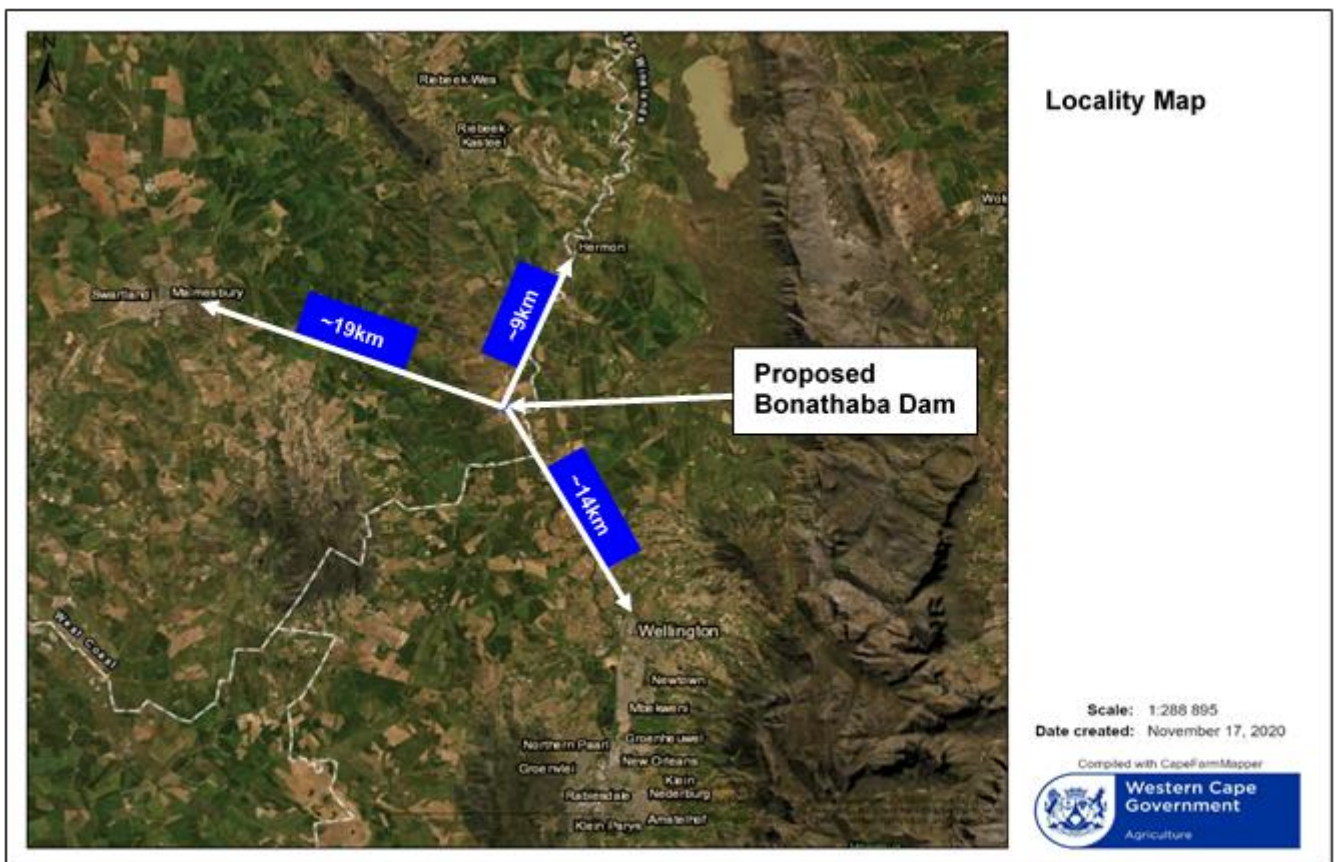 N
Riebeek-Wes
Riebeek
Kasteel
Wol
Hermon
Swartland
Malmesbury
~19km
~9km
Proposed
Bonathaba Dam
~14km
West Coast
Wellington
Newtown
Mbekweni
Northern Paarl
Groenheuwel
Groenvlei
New Orleans
Klein
Nederburg
Rabiesdale
Klein Parys
Amstelhof
Locality Map
Scale: 1:288 895
Date created: November 17, 2020
Compiled with CapeFarmMapper
Western Cape
Government
Agriculture